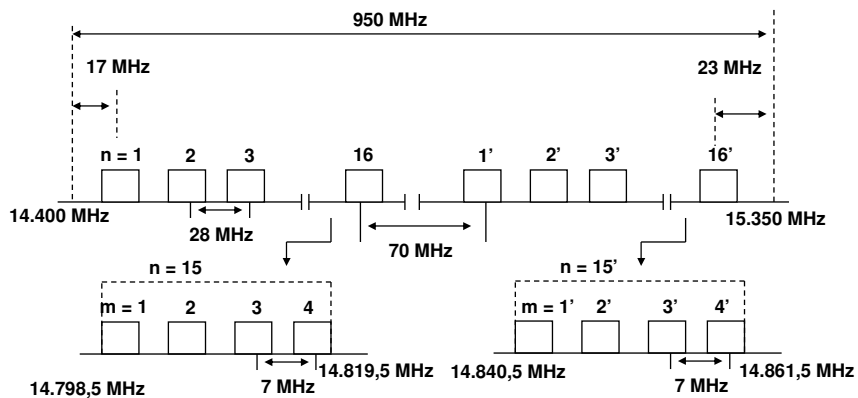 950 MHz
17 MHz
23 MHz
n = 1 2 3 16 1' 2' 3' 16'
14.400 MHz 15.350 MHz
28 MHz 70 MHz
n = 15 n = 15'
m = 1 2 3 4 m = 1' 2' 3' 4'
14.798,5 MHz 7 MHz 14.819,5 MHz 14.840,5 MHz 7 MHz 14.861,5 MHz